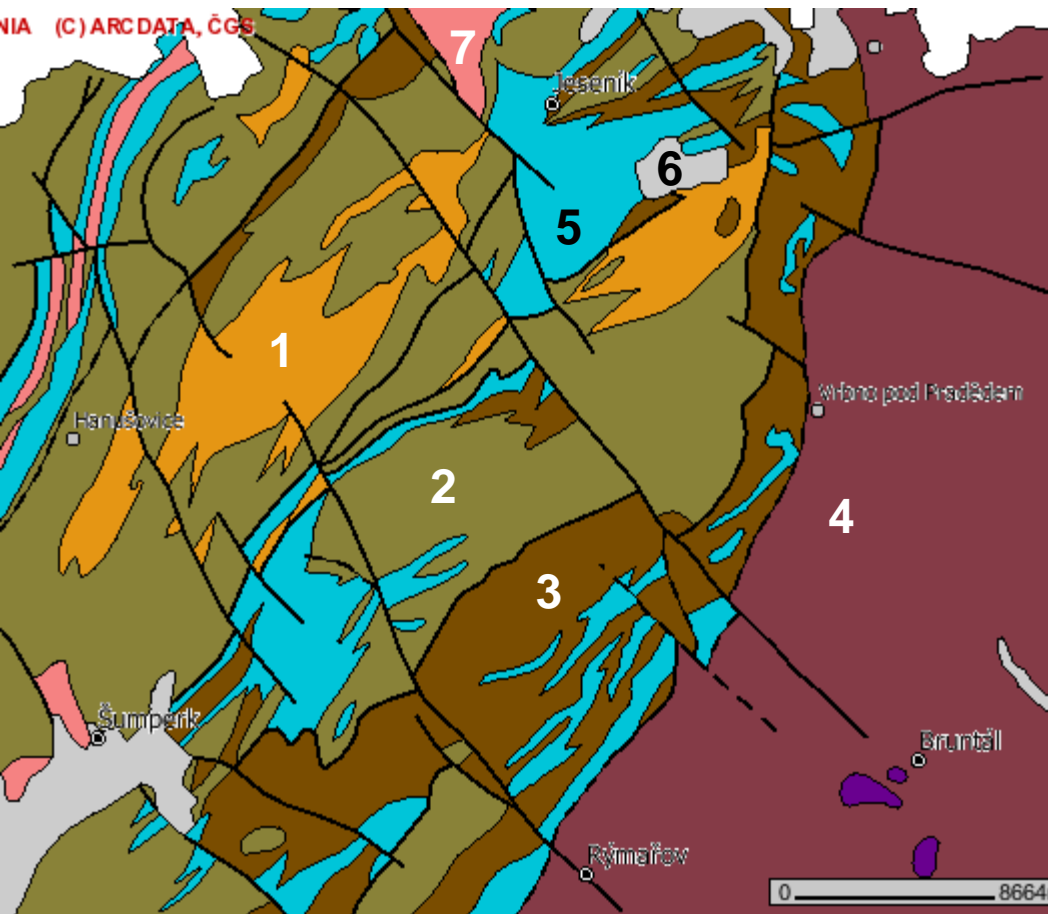 NIA (C) ARCDATA, ČGS
7
Jeseník
6
5
1
Hanušovice
Vrbno pod Pradědem
2
4
3
Šumperk
Bruntál
Rýmařov
0 8664